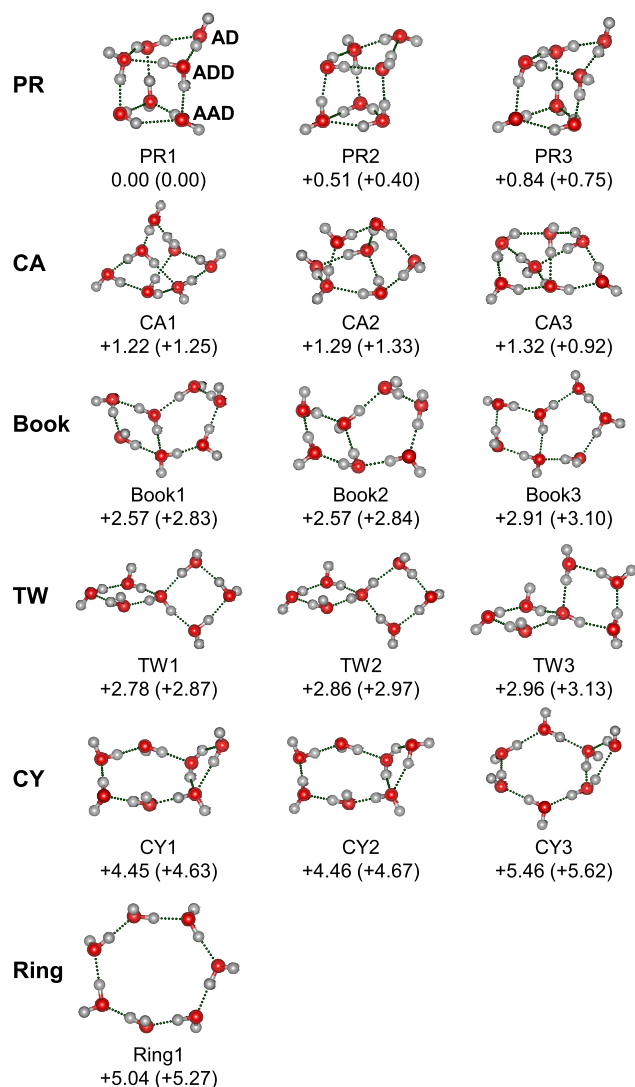 AD
PR
ADD
AAD
PR1 PR2 PR3
0.00 (0.00) +0.51 (+0.40) +0.84 (+0.75)
CA
CA1 CA2 CA3
+1.22 (+1.25) +1.29 (+1.33) +1.32 (+0.92)
Book
Book1 Book2 Book3
+2.57 (+2.83) +2.57 (+2.84) +2.91 (+3.10)
TW
TW1 TW2 TW3
+2.78 (+2.87) +2.86 (+2.97) +2.96 (+3.13)
CY
CY1 CY2 CY3
+4.45 (+4.63) +4.46 (+4.67) +5.46 (+5.62)
Ring
Ring1
+5.04 (+5.27)